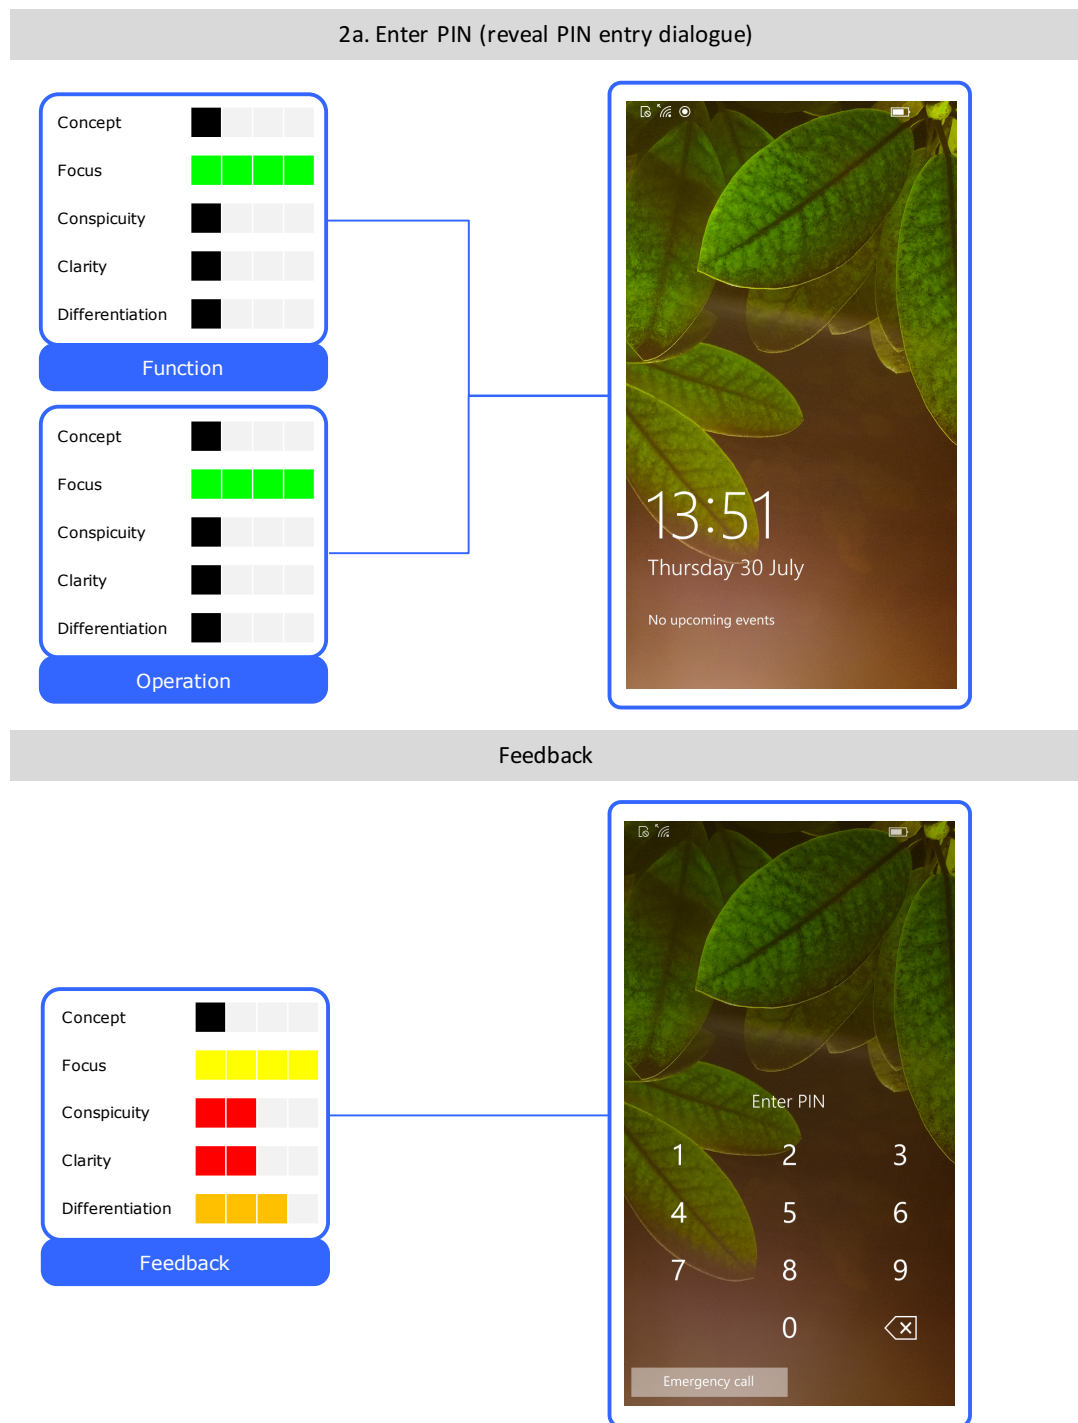 2a. Enter PIN (reveal PIN entry dialogue)
Concept
Focus
Conspicuity
Clarity
Differentiation
Function
Concept
Focus
Conspicuity
Clarity
Differentiation
Operation
13:51
Thursday 30 July
No upcoming events
Feedback
Concept
Focus
Conspicuity
Clarity
Differentiation
Feedback
Enter PIN
1 2 3
4 5 6
7 8 9
0
Emergency call